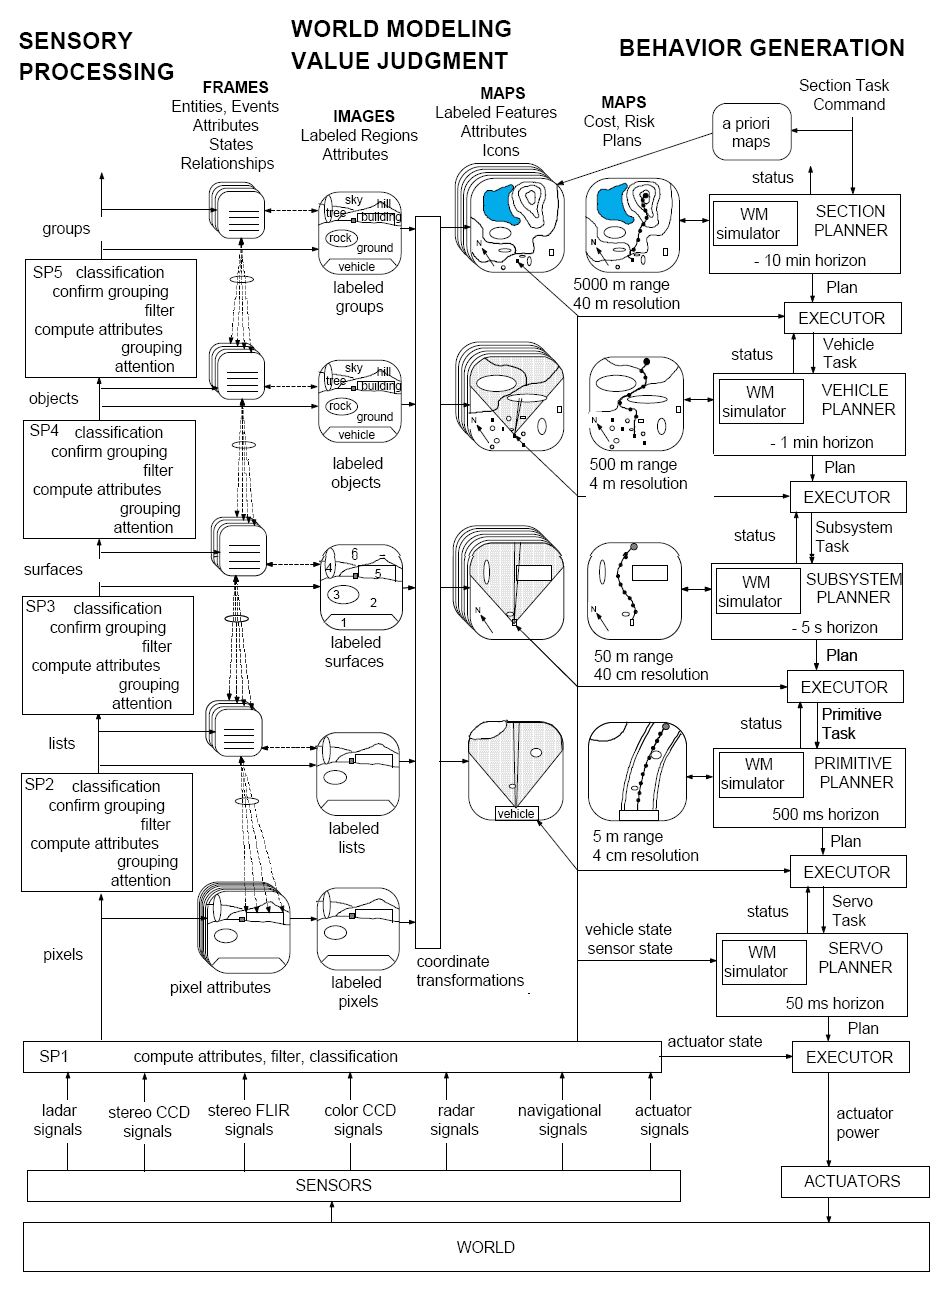 SENSORY
PROCESSING
WORLD MODELING
VALUE JUDGMENT
BEHAVIOR GENERATION
FRAMES
Entities, Events
Attributes
States
Relationships
IMAGES
Labeled Regions
Attributes
MAPS
Labeled Features
Attributes
Icons
MAPS
Cost, Risk
Plans
a priori
maps
Section Task
Command
status
groups
sky
hill
tree
building
rock
ground
vehicle
labeled
groups
N
N
5000 m range
40 m resolution
WM
simulator
SECTION
PLANNER
- 10 min horizon
Plan
EXECUTOR
SP5 classification
confirm grouping
filter
compute attributes
grouping
attention
status
Vehicle
Task
objects
sky
hill
tree
building
rock
ground
vehicle
labeled
objects
N
N
500 m range
4 m resolution
WM
simulator
VEHICLE
PLANNER
- 1 min horizon
Plan
EXECUTOR
SP4 classification
confirm grouping
filter
compute attributes
grouping
attention
status
Subsystem
Task
surfaces
6
4
5
3
2
1
labeled
surfaces
N
N
50 m range
40 cm resolution
WM
simulator
SUBSYSTEM
PLANNER
- 5 s horizon
Plan
EXECUTOR
SP3 classification
confirm grouping
filter
compute attributes
grouping
attention
status
Primitive
Task
lists
labeled
lists
vehicle
5 m range
4 cm resolution
WM
simulator
PRIMITIVE
PLANNER
500 ms horizon
Plan
EXECUTOR
SP2 classification
confirm grouping
filter
compute attributes
grouping
attention
status
Servo
Task
pixels
pixel attributes
labeled
pixels
coordinate
transformations
vehicle state
sensor state
WM
simulator
SERVO
PLANNER
50 ms horizon
Plan
SP1 compute attributes, filter, classification
actuator state
EXECUTOR
ladar
signals
stereo CCD
signals
stereo FLIR
signals
color CCD
signals
radar
signals
navigational
signals
actuator
signals
actuator
power
SENSORS
ACTUATORS
WORLD